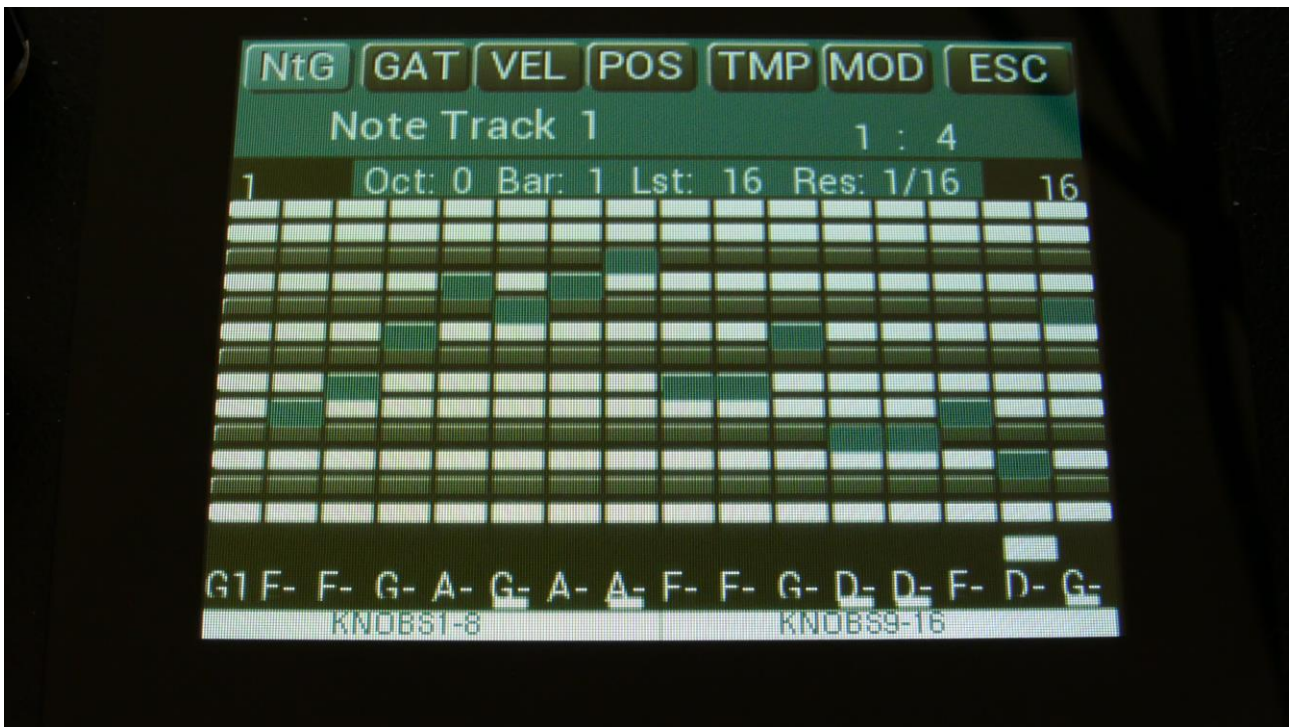 NtG GAT VEL POS TMP MOD ESC
Note Track 1 1 : 4
1 Oct: 0 Bar: 1 Lst: 16 Res: 1/16 16
G1 F- F- G- A- G- A- A- F- F- G- D- D- F- D- G-
KNOBS1-8 KNOBS9-16